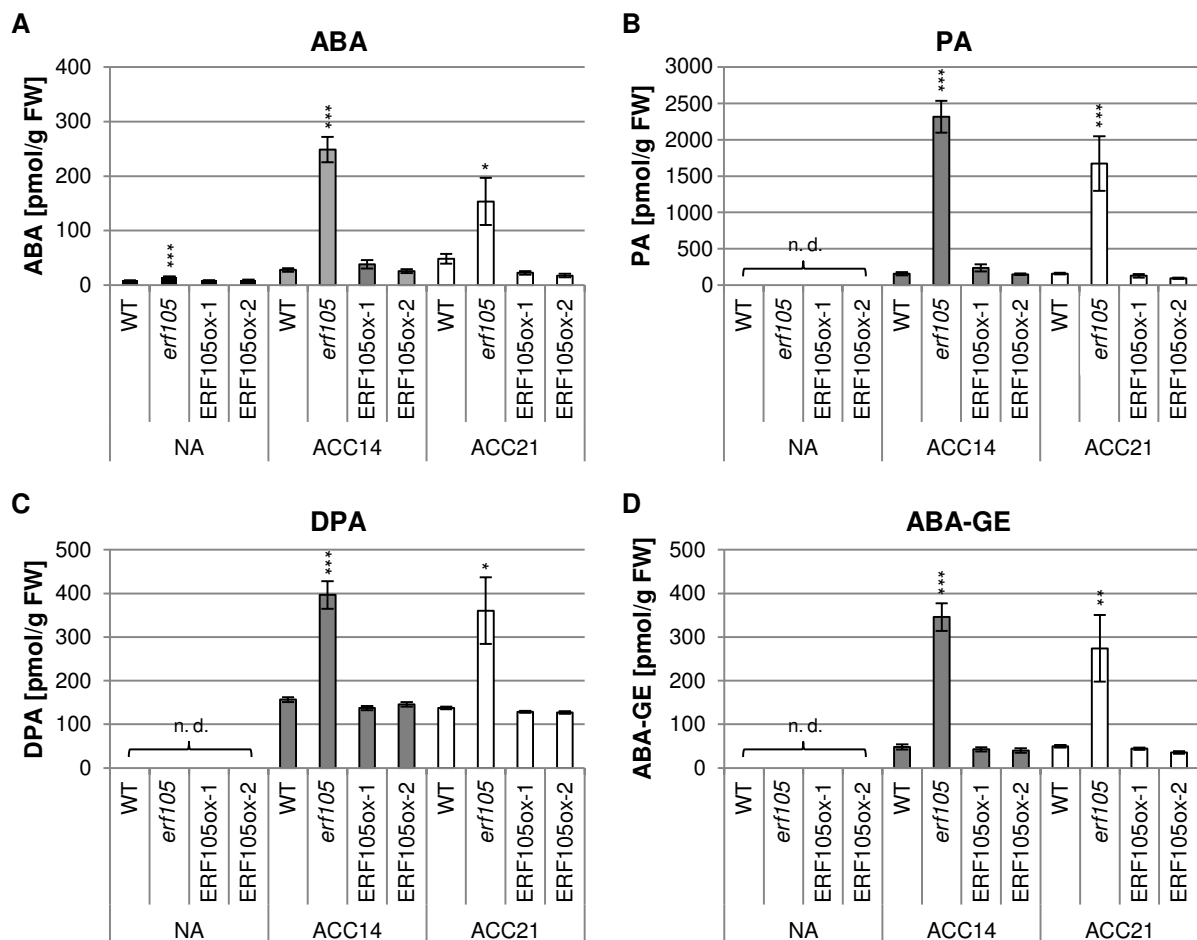 A
ABA
ABA [pmol/g FW]
400
300
200
100
0
***
***
*
WT
erf105
ERF105ox-1
ERF105ox-2
WT
erf105
ERF105ox-1
ERF105ox-2
WT
erf105
ERF105ox-1
ERF105ox-2
NA
ACC14
ACC21
B
PA
PA [pmol/g FW]
3000
2500
2000
1500
1000
500
0
n. d.
***
***
WT
erf105
ERF105ox-1
ERF105ox-2
WT
erf105
ERF105ox-1
ERF105ox-2
WT
erf105
ERF105ox-1
ERF105ox-2
NA
ACC14
ACC21
C
DPA
DPA [pmol/g FW]
500
400
300
200
100
0
n. d.
***
*
WT
erf105
ERF105ox-1
ERF105ox-2
WT
erf105
ERF105ox-1
ERF105ox-2
WT
erf105
ERF105ox-1
ERF105ox-2
NA
ACC14
ACC21
D
ABA-GE
ABA-GE [pmol/g FW]
500
400
300
200
100
0
n. d.
***
**
WT
erf105
ERF105ox-1
ERF105ox-2
WT
erf105
ERF105ox-1
ERF105ox-2
WT
erf105
ERF105ox-1
ERF105ox-2
NA
ACC14
ACC21